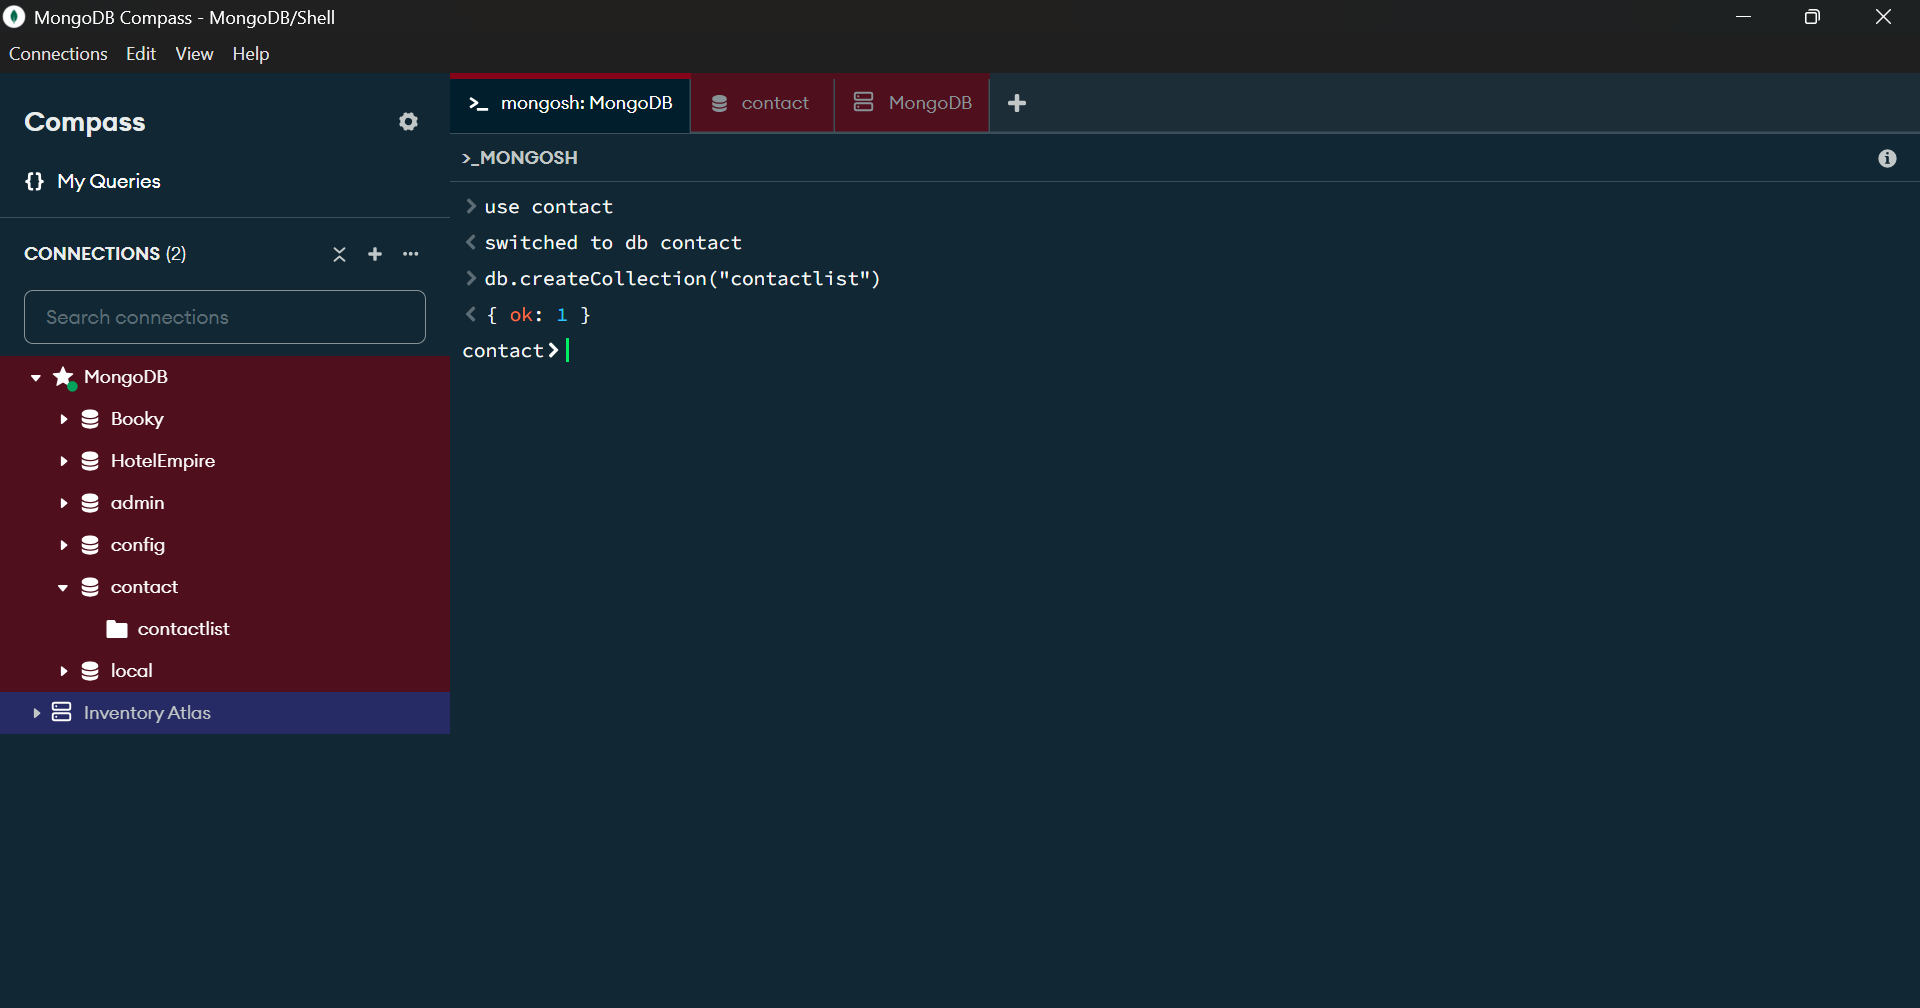 MongoDB Compass - MongoDB/Shell
Connections Edit View Help
Compass
{} My Queries
CONNECTIONS (2)
Search connections
MongoDB
Booky
HotelEmpire
admin
config
contact
contactlist
local
Inventory Atlas
>_ mongosh: MongoDB
contact
MongoDB
>_MONGOSH
> use contact
< switched to db contact
> db.createCollection("contactlist")
< { ok: 1 }
contact>